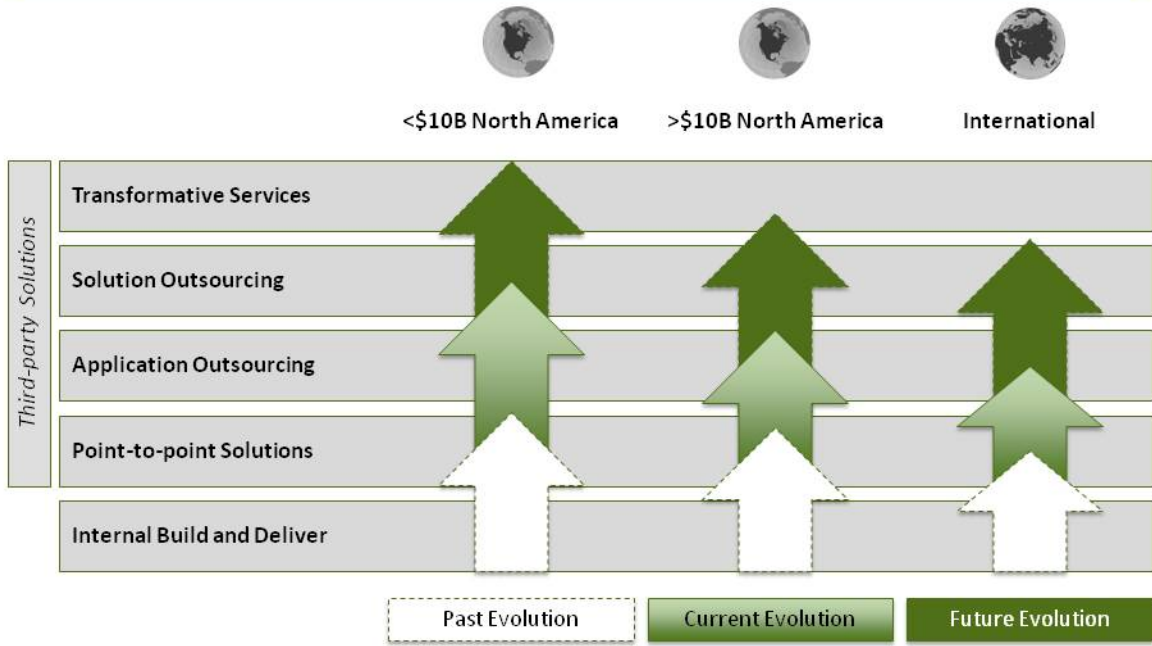 <$10B North America
>$10B North America
International
Third-party Solutions
Transformative Services
Solution Outsourcing
Application Outsourcing
Point-to-point Solutions
Internal Build and Deliver
Past Evolution
Current Evolution
Future Evolution